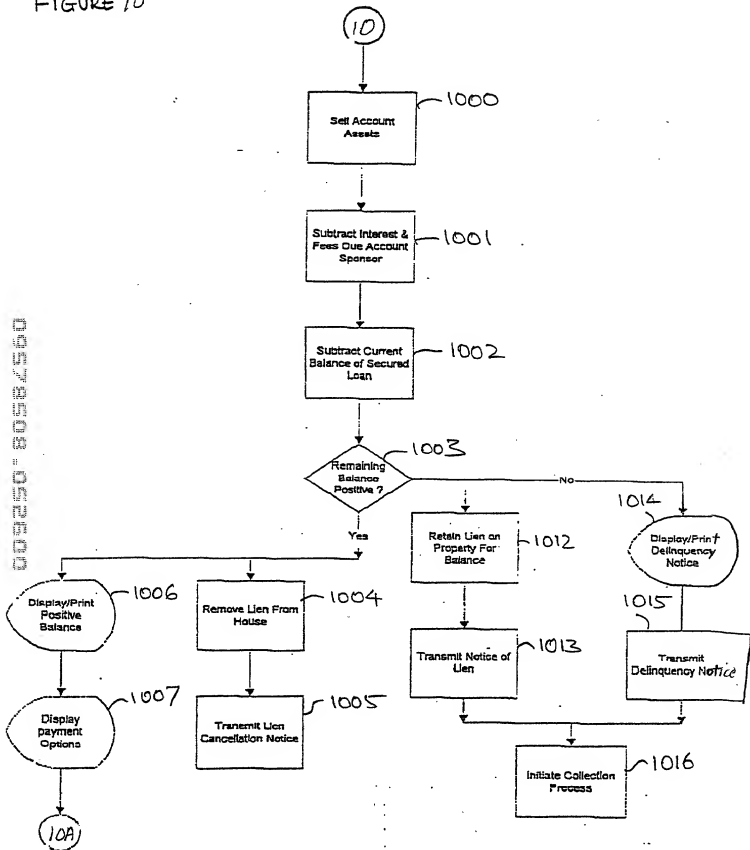 FIGURE 10
10
1000
Sell Account
Assets
1001
Subtract Interest &
Fees Due Account
Sponsor
1002
Subtract Current
Balance of Secured
Loan
1003
Remaining
Balance
Positive ?
No
Yes
1006
Display/Print
Positive
Balance
1004
Remove Lien From
House
1012
Retain Lien on
Property For
Balance
1014
Display/Print
Delinquency
Notice
1007
Display
payment
Options
1005
Transmit Lien
Cancellation Notice
1013
Transmit Notice of
Lien
1015
Transmit
Delinquency Notice
1016
Initiate Collection
Process
10A